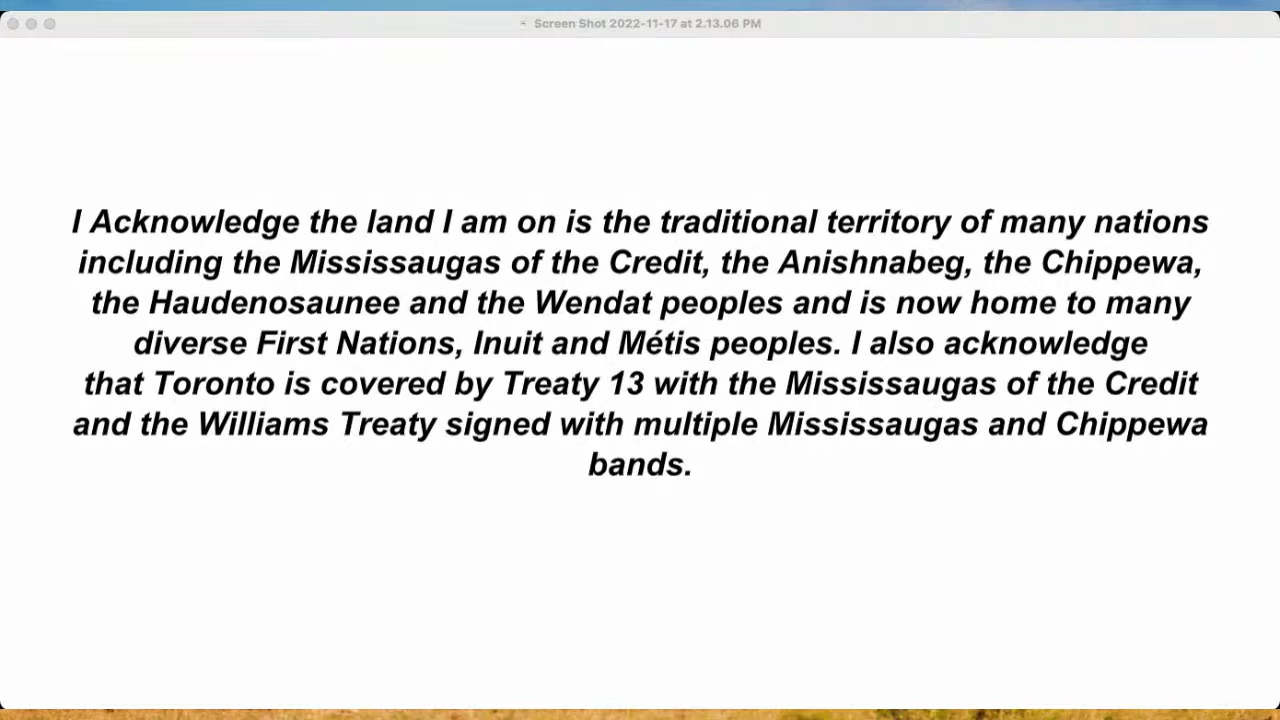 Screen Shot 2022-11-17 at 2.13.06 PM
I Acknowledge the land I am on is the traditional territory of many nations
including the Mississaugas of the Credit, the Anishnabeg, the Chippewa,
the Haudenosaunee and the Wendat peoples and is now home to many
diverse First Nations, Inuit and Métis peoples. I also acknowledge
that Toronto is covered by Treaty 13 with the Mississaugas of the Credit
and the Williams Treaty signed with multiple Mississaugas and Chippewa
bands.